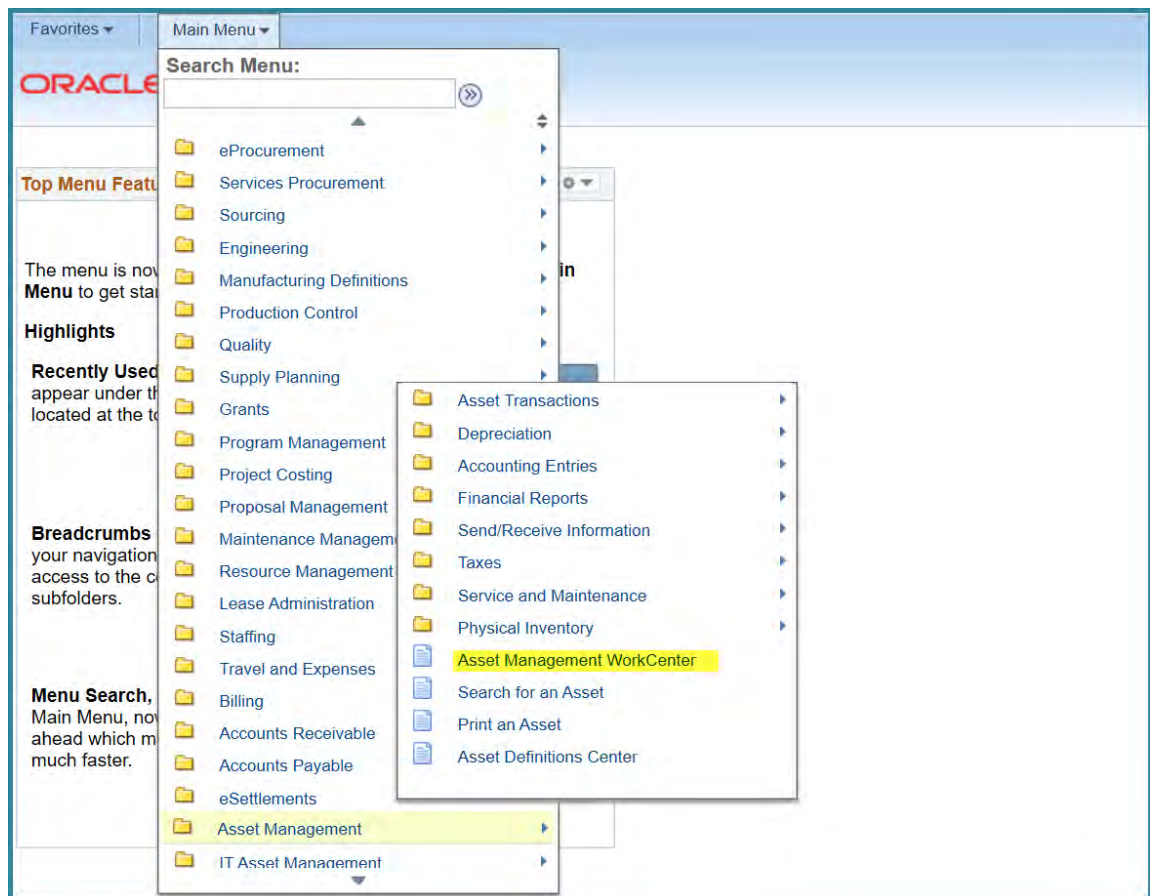 Favorites
Main Menu
ORACLE
Search Menu:
eProcurement
Services Procurement
Sourcing
Engineering
Manufacturing Definitions
Production Control
Quality
Supply Planning
Grants
Program Management
Project Costing
Proposal Management
Maintenance Managem
Resource Management
Lease Administration
Staffing
Travel and Expenses
Billing
Accounts Receivable
Accounts Payable
eSettlements
Asset Management
IT Asset Management
Asset Transactions
Depreciation
Accounting Entries
Financial Reports
Send/Receive Information
Taxes
Service and Maintenance
Physical Inventory
Asset Management WorkCenter
Search for an Asset
Print an Asset
Asset Definitions Center
Top Menu Featu
The menu is now in
Menu to get star
Highlights
Recently Used
appear under th
located at the to
Breadcrumbs
your navigation
access to the co
subfolders.
Menu Search,
Main Menu, now
ahead which m
much faster.